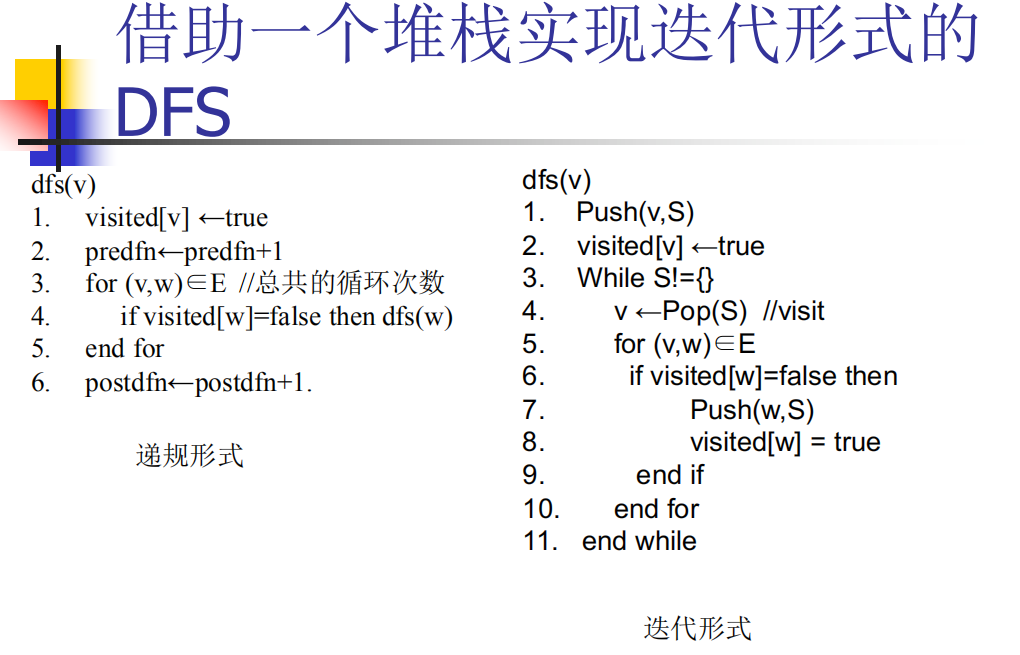 借助一个堆栈实现迭代形式的
DFS
dfs(v)
1. visited[v] ←true
2. predfn←predfn+1
3. for (v,w)∈E //总共的循环次数
4. if visited[w]=false then dfs(w)
5. end for
6. postdfn←postdfn+1.
递规形式
dfs(v)
1. Push(v,S)
2. visited[v] ←true
3. While S!={}
4. v ←Pop(S) //visit
5. for (v,w)∈E
6. if visited[w]=false then
7. Push(w,S)
8. visited[w] = true
9. end if
10. end for
11. end while
迭代形式